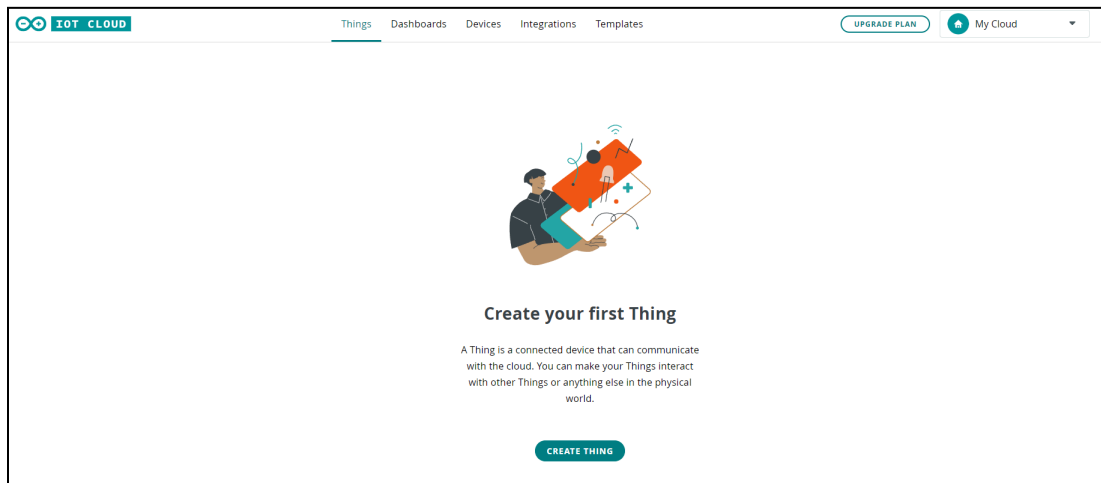 IOT CLOUD
Things Dashboards Devices Integrations Templates
UPGRADE PLAN
My Cloud
Create your first Thing
A Thing is a connected device that can communicate
with the cloud. You can make your Things interact
with other Things or anything else in the physical
world.
CREATE THING